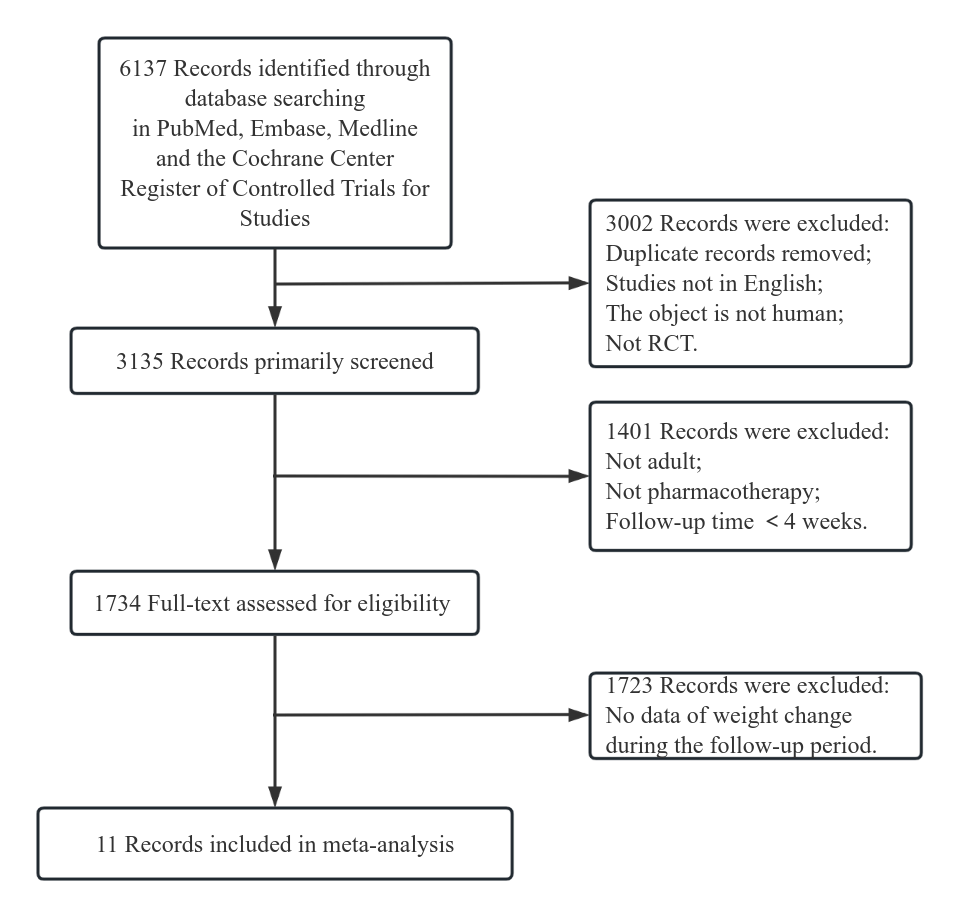 6137 Records identified through
database searching
in PubMed, Embase, Medline
and the Cochrane Center
Register of Controlled Trials for
Studies
3002 Records were excluded:
Duplicate records removed;
Studies not in English;
The object is not human;
Not RCT.
3135 Records primarily screened
1401 Records were excluded:
Not adult;
Not pharmacotherapy;
Follow-up time < 4 weeks.
1734 Full-text assessed for eligibility
1723 Records were excluded:
No data of weight change
during the follow-up period.
11 Records included in meta-analysis